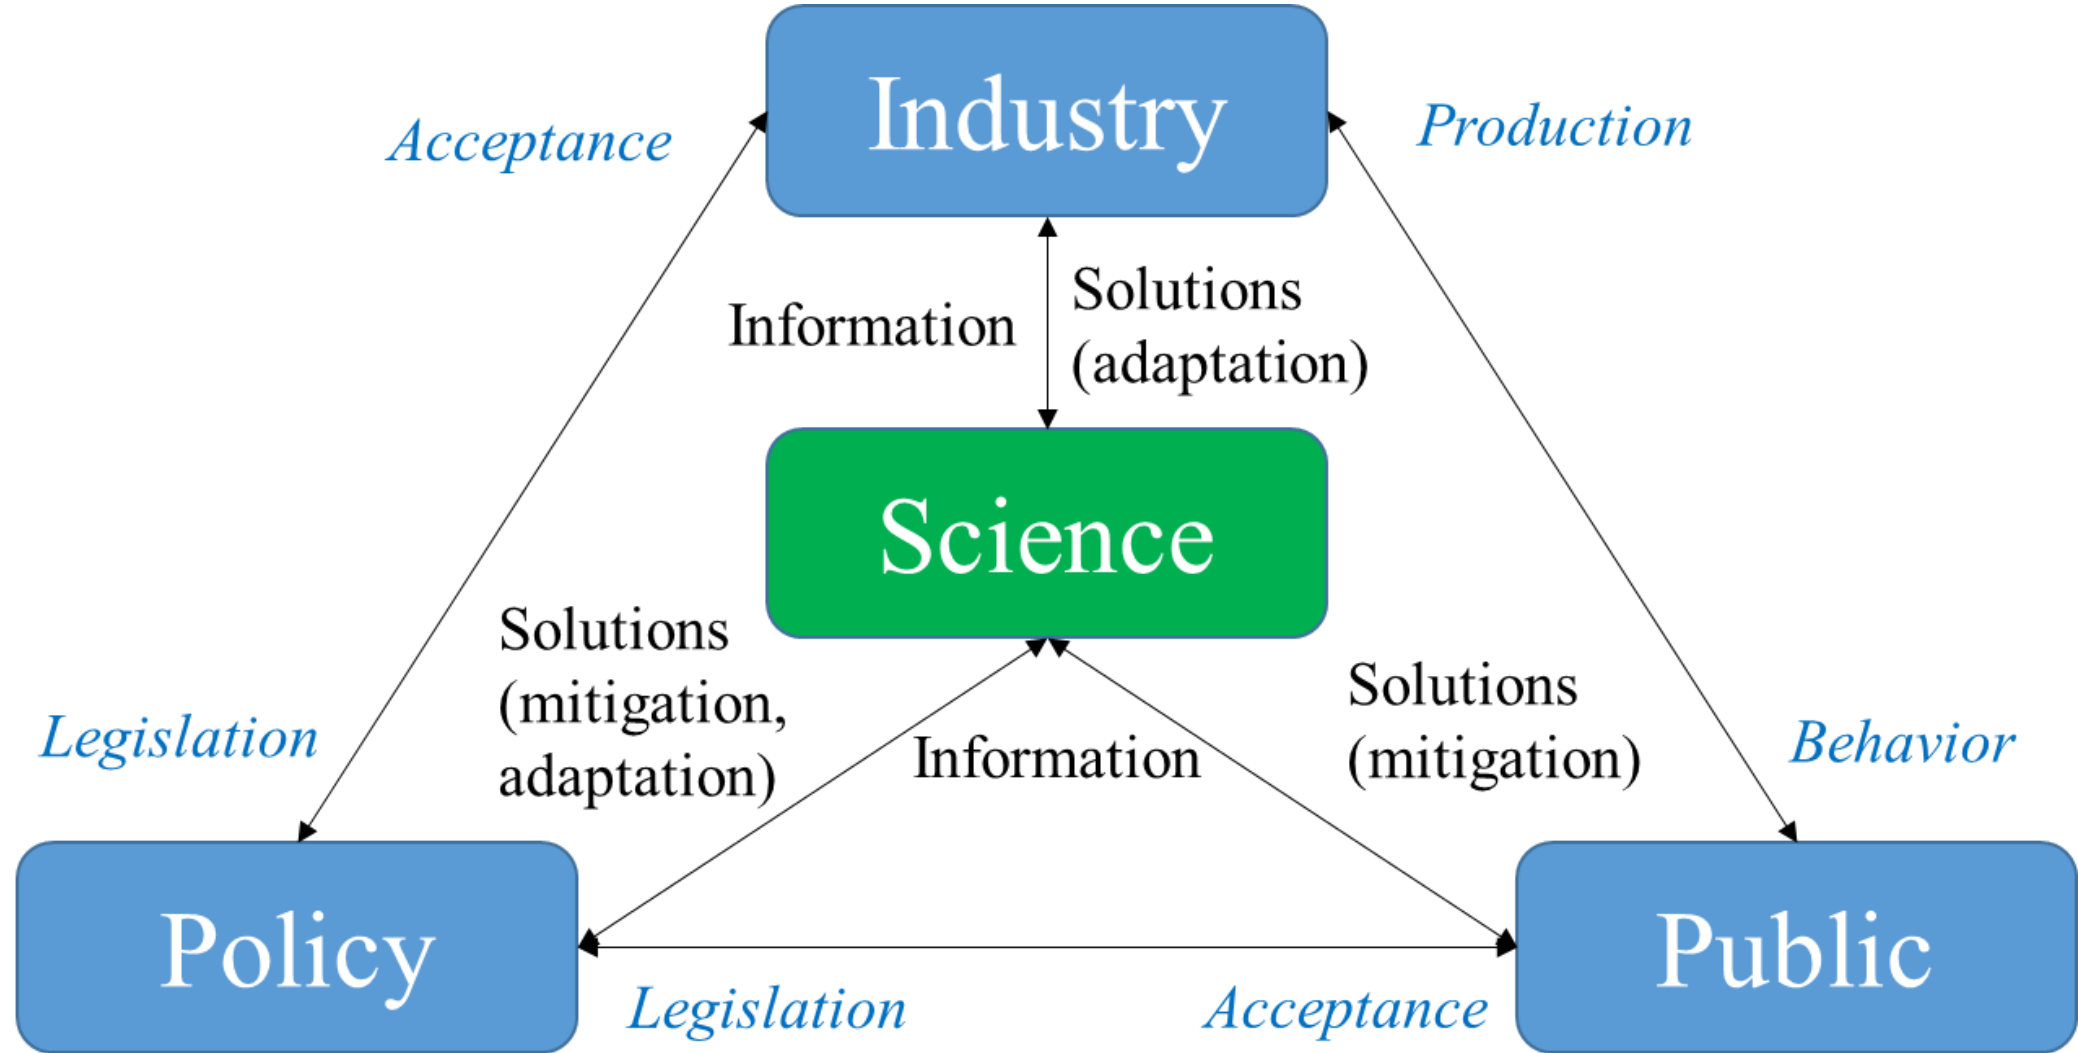 Industry
Acceptance
Production
Information
Solutions
(adaptation)
Science
Solutions
(mitigation,
adaptation)
Information
Solutions
(mitigation)
Legislation
Behavior
Policy
Public
Legislation
Acceptance